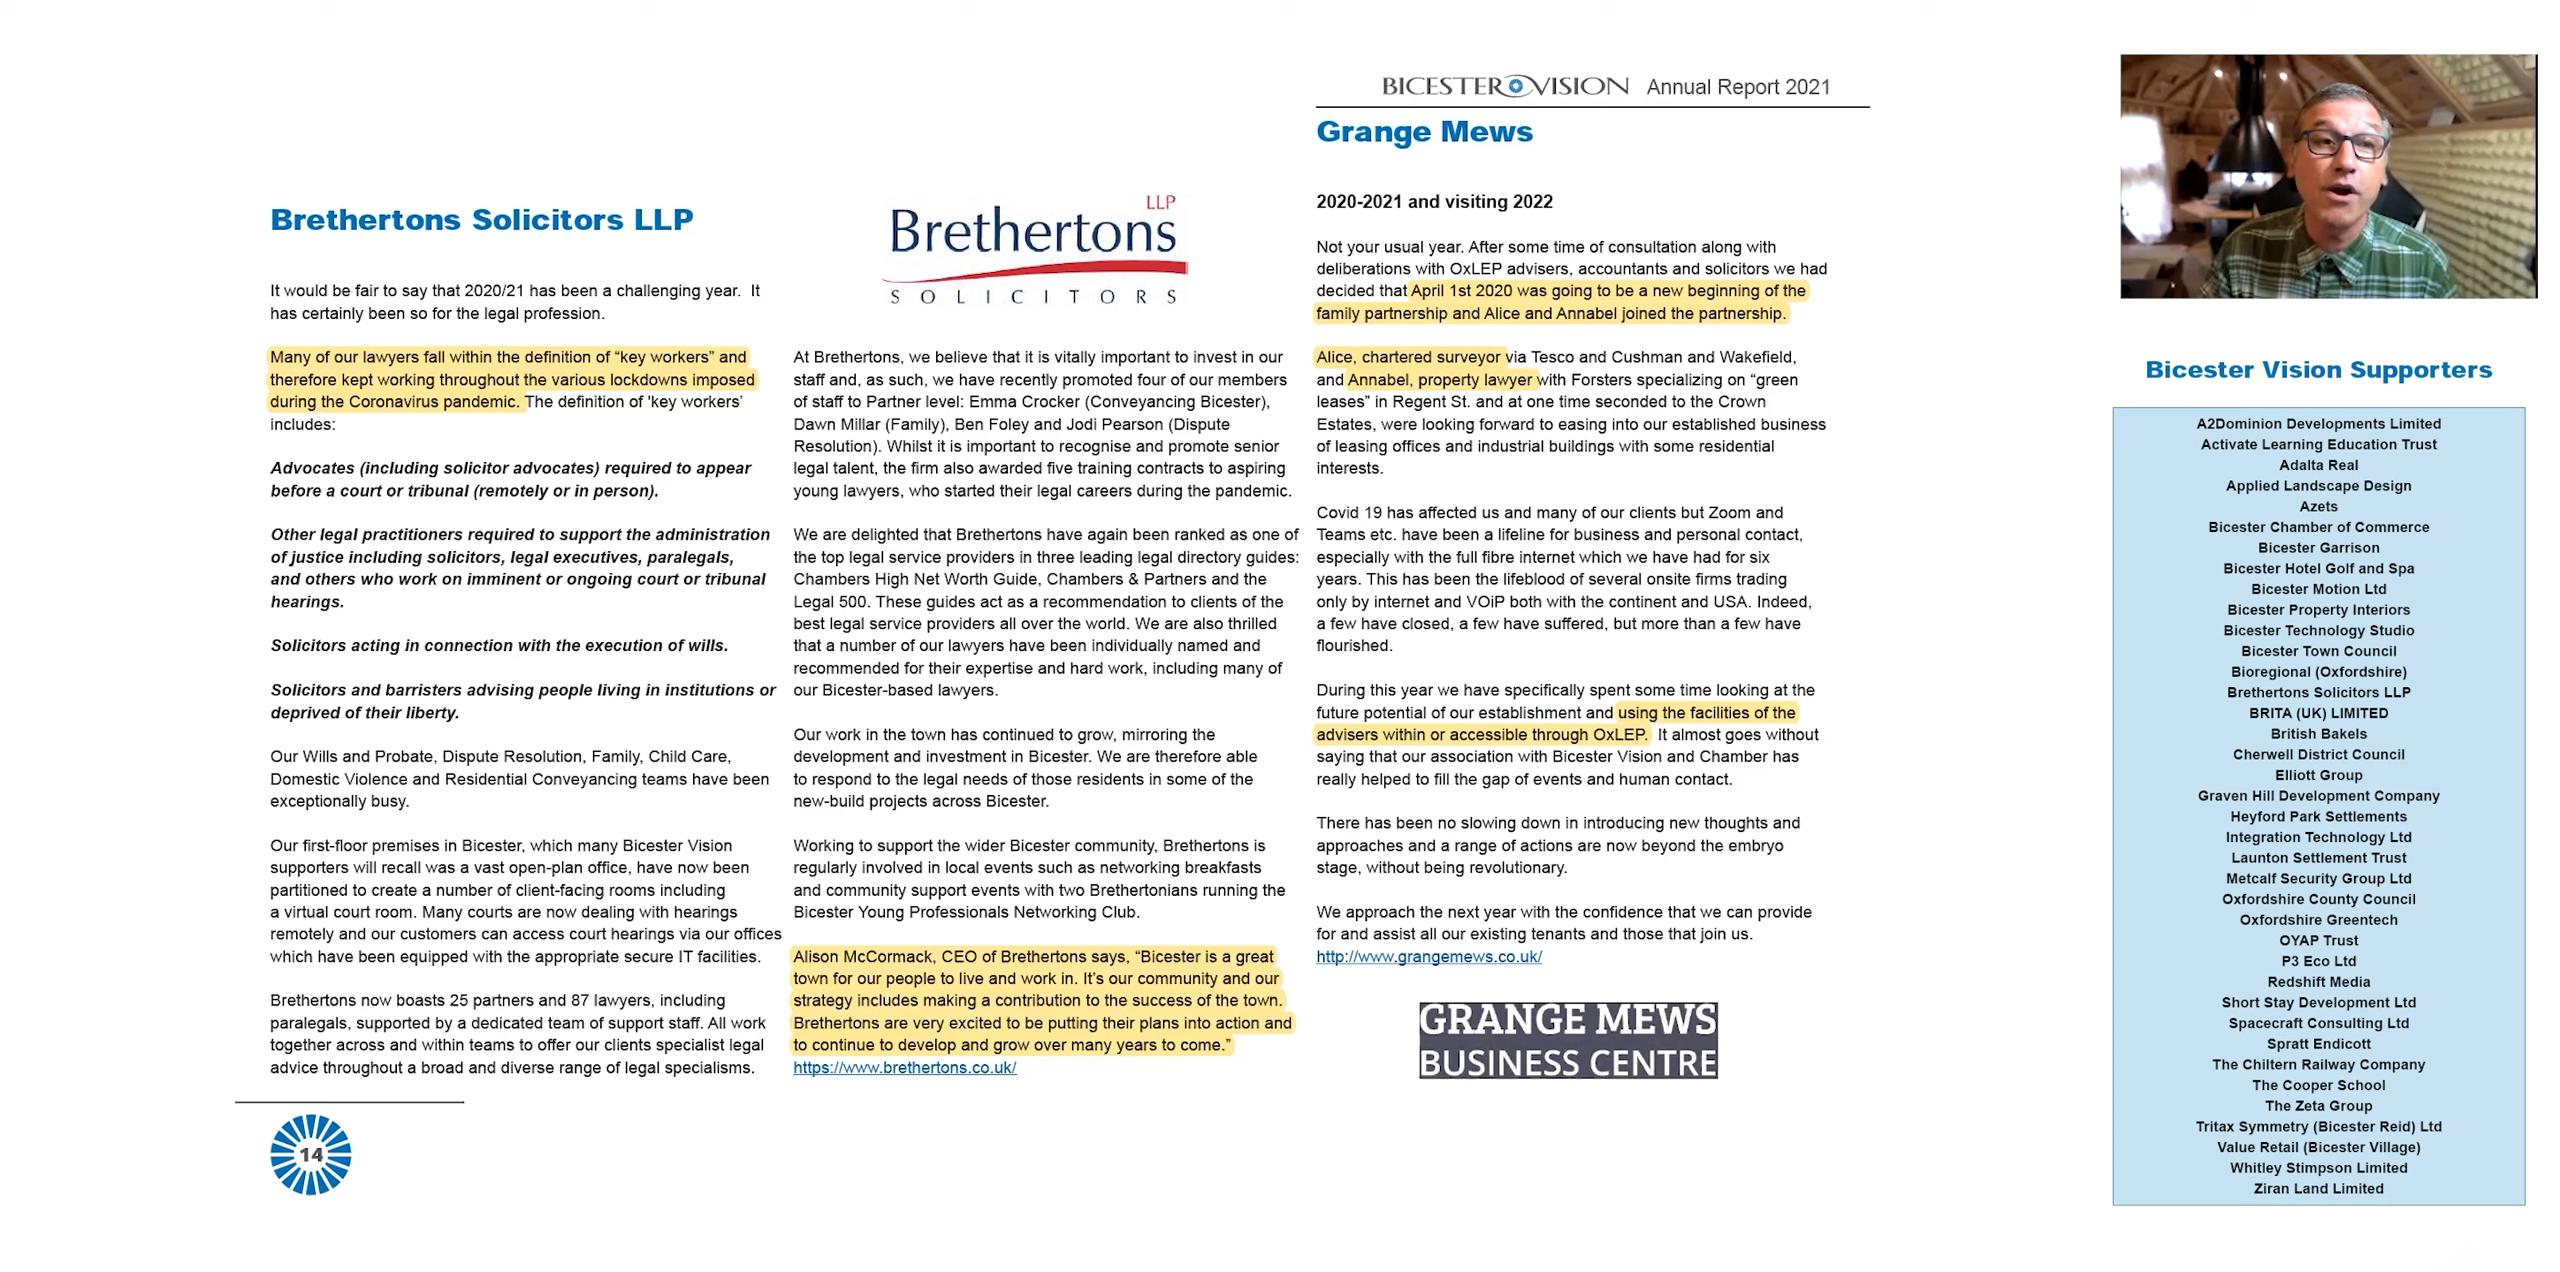 BICESTER VISION Annual Report 2021
Brethertons Solicitors LLP
It would be fair to say that 2020/21 has been a challenging year. It
has certainly been so for the legal profession.
Many of our lawyers fall within the definition of “key workers” and
therefore kept working throughout the various lockdowns imposed
during the Coronavirus pandemic. The definition of 'key workers’
includes:
Advocates (including solicitor advocates) required to appear
before a court or tribunal (remotely or in person).
Other legal practitioners required to support the administration
of justice including solicitors, legal executives, paralegals,
and others who work on imminent or ongoing court or tribunal
hearings.
Solicitors acting in connection with the execution of wills.
Solicitors and barristers advising people living in institutions or
deprived of their liberty.
Our Wills and Probate, Dispute Resolution, Family, Child Care,
Domestic Violence and Residential Conveyancing teams have been
exceptionally busy.
Our first-floor premises in Bicester, which many Bicester Vision
supporters will recall was a vast open-plan office, have now been
partitioned to create a number of client-facing rooms including
a virtual court room. Many courts are now dealing with hearings
remotely and our customers can access court hearings via our offices
which have been equipped with the appropriate secure IT facilities.
Brethertons now boasts 25 partners and 87 lawyers, including
paralegals, supported by a dedicated team of support staff. All work
together across and within teams to offer our clients specialist legal
advice throughout a broad and diverse range of legal specialisms.
14
LLP
Brethertons
SOLICITORS
At Brethertons, we believe that it is vitally important to invest in our
staff and, as such, we have recently promoted four of our members
of staff to Partner level: Emma Crocker (Conveyancing Bicester),
Dawn Millar (Family), Ben Foley and Jodi Pearson (Dispute
Resolution). Whilst it is important to recognise and promote senior
legal talent, the firm also awarded five training contracts to aspiring
young lawyers, who started their legal careers during the pandemic.
We are delighted that Brethertons have again been ranked as one of
the top legal service providers in three leading legal directory guides:
Chambers High Net Worth Guide, Chambers & Partners and the
Legal 500. These guides act as a recommendation to clients of the
best legal service providers all over the world. We are also thrilled
that a number of our lawyers have been individually named and
recommended for their expertise and hard work, including many of
our Bicester-based lawyers.
Our work in the town has continued to grow, mirroring the
development and investment in Bicester. We are therefore able
to respond to the legal needs of those residents in some of the
new-build projects across Bicester.
Working to support the wider Bicester community, Brethertons is
regularly involved in local events such as networking breakfasts
and community support events with two Brethertonians running the
Bicester Young Professionals Networking Club.
Alison McCormack, CEO of Brethertons says, “Bicester is a great
town for our people to live and work in. It’s our community and our
strategy includes making a contribution to the success of the town.
Brethertons are very excited to be putting their plans into action and
to continue to develop and grow over many years to come.”
https://www.brethertons.co.uk/
Grange Mews
2020-2021 and visiting 2022
Not your usual year. After some time of consultation along with
deliberations with OxLEP advisers, accountants and solicitors we had
decided that April 1st 2020 was going to be a new beginning of the
family partnership and Alice and Annabel joined the partnership.
Alice, chartered surveyor via Tesco and Cushman and Wakefield,
and Annabel, property lawyer with Forsters specializing on “green
leases” in Regent St. and at one time seconded to the Crown
Estates, were looking forward to easing into our established business
of leasing offices and industrial buildings with some residential
interests.
Covid 19 has affected us and many of our clients but Zoom and
Teams etc. have been a lifeline for business and personal contact,
especially with the full fibre internet which we have had for six
years. This has been the lifeblood of several onsite firms trading
only by internet and VOiP both with the continent and USA. Indeed,
a few have closed, a few have suffered, but more than a few have
flourished.
During this year we have specifically spent some time looking at the
future potential of our establishment and using the facilities of the
advisers within or accessible through OxLEP. It almost goes without
saying that our association with Bicester Vision and Chamber has
really helped to fill the gap of events and human contact.
There has been no slowing down in introducing new thoughts and
approaches and a range of actions are now beyond the embryo
stage, without being revolutionary.
We approach the next year with the confidence that we can provide
for and assist all our existing tenants and those that join us.
http://www.grangemews.co.uk/
GRANGE MEWS
BUSINESS CENTRE
Bicester Vision Supporters
A2Dominion Developments Limited
Activate Learning Education Trust
Adalta Real
Applied Landscape Design
Azets
Bicester Chamber of Commerce
Bicester Garrison
Bicester Hotel Golf and Spa
Bicester Motion Ltd
Bicester Property Interiors
Bicester Technology Studio
Bicester Town Council
Bioregional (Oxfordshire)
Brethertons Solicitors LLP
BRITA (UK) LIMITED
British Bakels
Cherwell District Council
Elliott Group
Graven Hill Development Company
Heyford Park Settlements
Integration Technology Ltd
Launton Settlement Trust
Metcalf Security Group Ltd
Oxfordshire County Council
Oxfordshire Greentech
OYAP Trust
P3 Eco Ltd
Redshift Media
Short Stay Development Ltd
Spacecraft Consulting Ltd
Spratt Endicott
The Chiltern Railway Company
The Cooper School
The Zeta Group
Tritax Symmetry (Bicester Reid) Ltd
Value Retail (Bicester Village)
Whitley Stimpson Limited
Ziran Land Limited